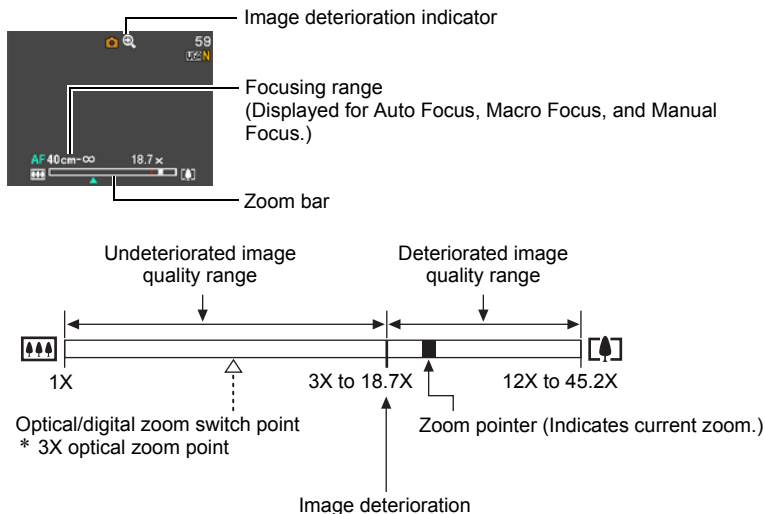 Image deterioration indicator
59
N
Focusing range
(Displayed for Auto Focus, Macro Focus, and Manual
Focus.)
AF 40cm-∞ 18.7×
Zoom bar
Undeteriorated image
quality range
Deteriorated image
quality range
1X
3X to 18.7X
12X to 45.2X
Optical/digital zoom switch point
* 3X optical zoom point
Zoom pointer (Indicates current zoom.)
Image deterioration